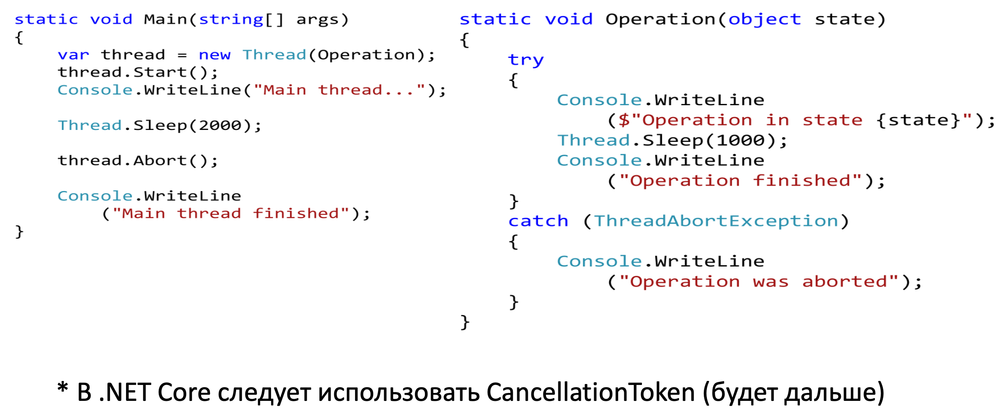 static void Main(string[] args)
{
    var thread = new Thread(Operation);
    thread.Start();
    Console.WriteLine("Main thread...");

    Thread.Sleep(2000);

    thread.Abort();

    Console.WriteLine
        ("Main thread finished");
}
static void Operation(object state)
{
    try
    {
        Console.WriteLine
            ($"Operation in state {state}");
        Thread.Sleep(1000);
        Console.WriteLine
            ("Operation finished");
    }
    catch (ThreadAbortException)
    {
        Console.WriteLine
            ("Operation was aborted");
    }
}
* В .NET Core следует использовать CancellationToken (будет дальше)